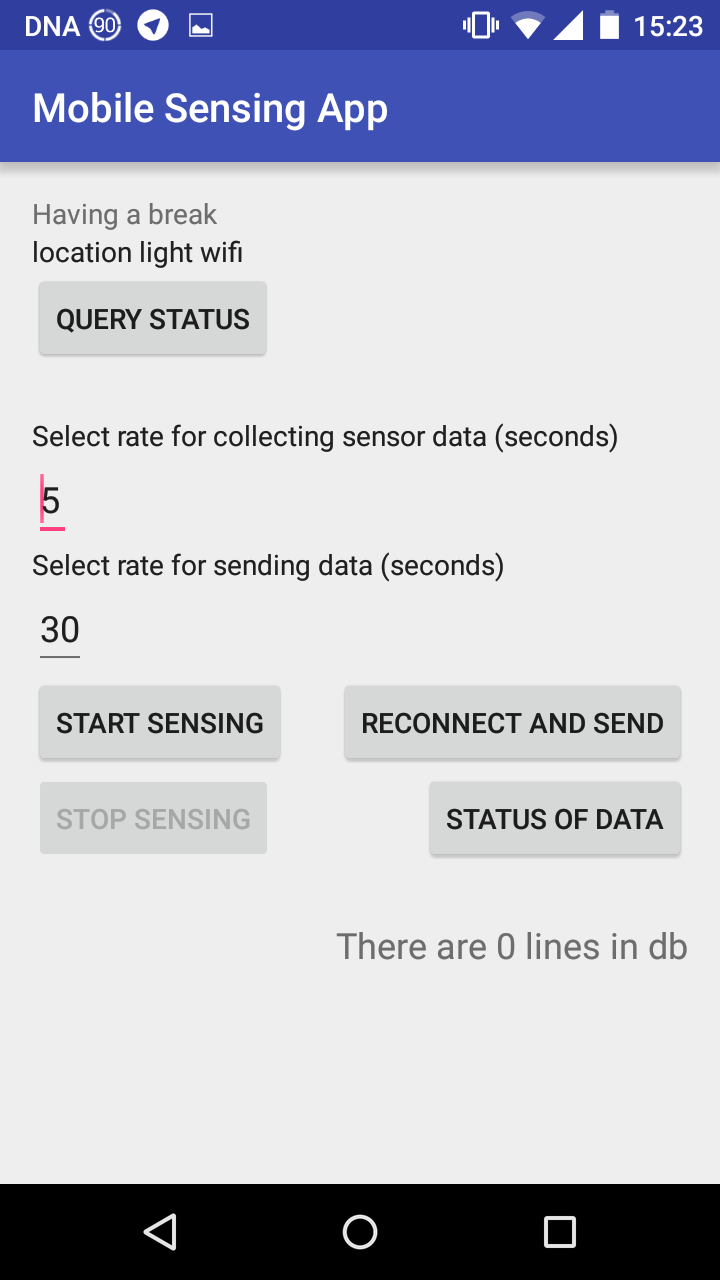 DNA 90 15:23
Mobile Sensing App
Having a break
location light wifi
QUERY STATUS
Select rate for collecting sensor data (seconds)
5
Select rate for sending data (seconds)
30
START SENSING RECONNECT AND SEND
STOP SENSING STATUS OF DATA
There are 0 lines in db